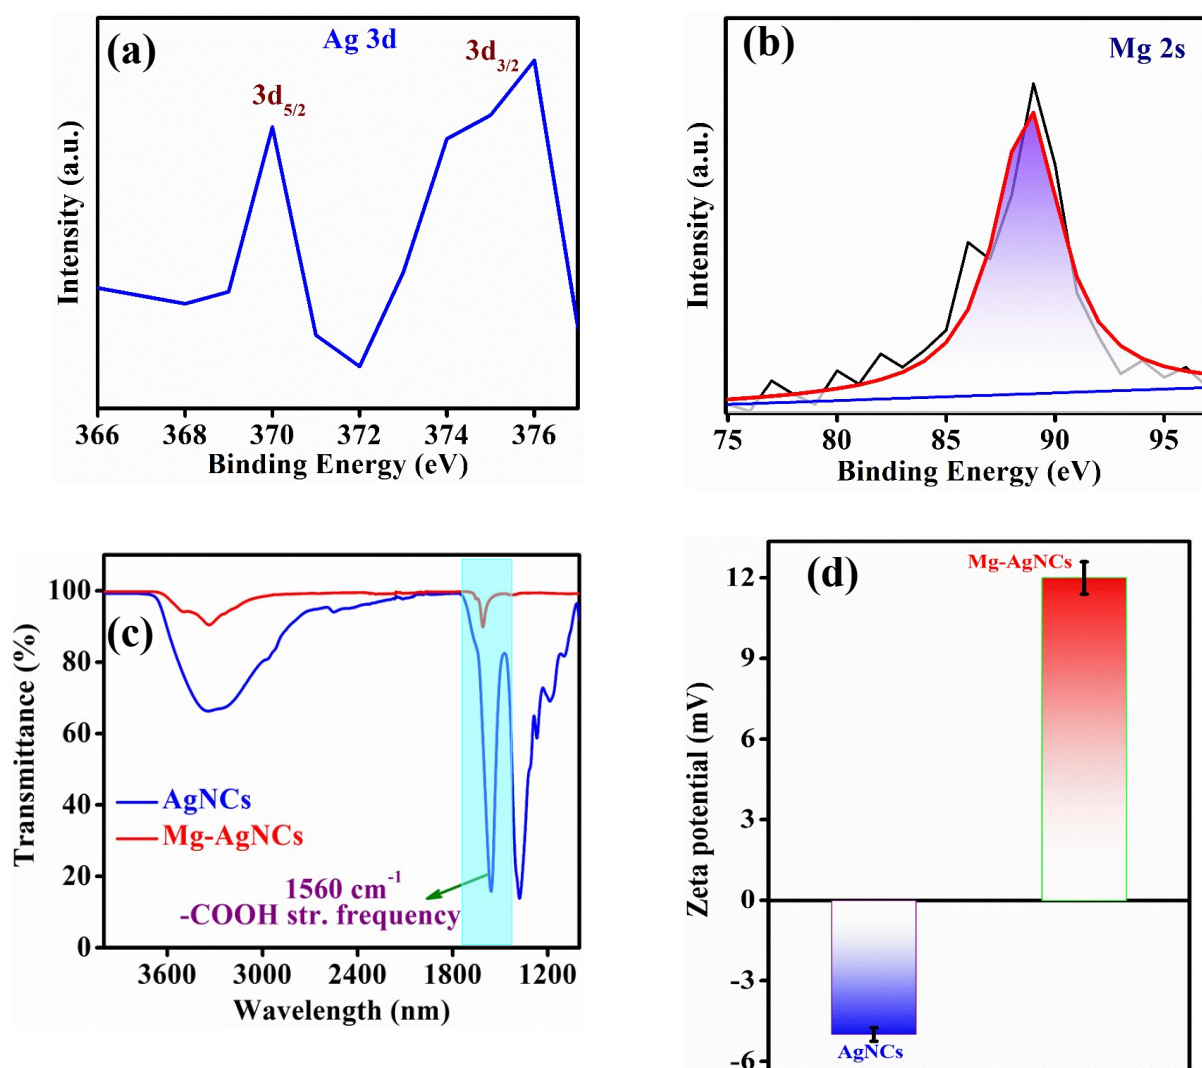 (a)
Ag 3d
3d5/2
3d3/2
Intensity (a.u.)
366 368 370 372 374 376
Binding Energy (eV)
(b)
Mg 2s
Intensity (a.u.)
75 80 85 90 95
Binding Energy (eV)
(c)
100
80
60
40
20
0
Transmittance (%)
AgNCs
Mg-AgNCs
1560 cm-1
-COOH str. frequency
3600 3000 2400 1800 1200
Wavelength (nm)
(d)
Mg-AgNCs
12
9
6
3
0
-3
-6
Zeta potential (mV)
AgNCs